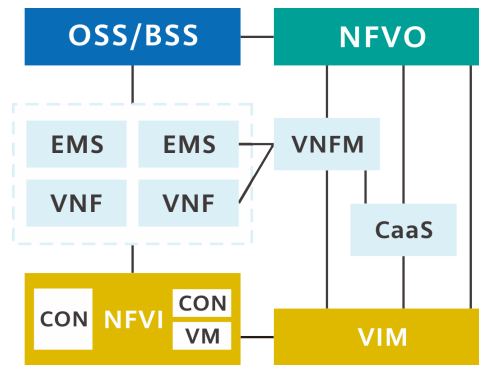 OSS/BSS
NFVO
EMS
EMS
VNFM
VNF
VNF
CaaS
CON
NFVI
CON
VM
VIM